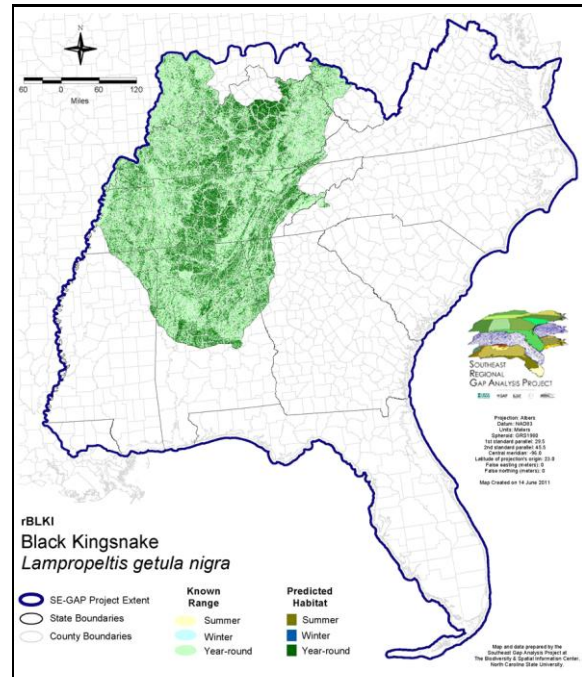 N
60 0 60 120
Miles
SOUTHEAST
REGIONAL
GAP ANALYSIS PROJECT
Projection: Albers
Datum: NAD83
Units: Meters
Spheroid: GRS1980
1st standard parallel: 29.5
2nd standard parallel: 45.5
Central meridian: -96.0
Latitude of projection's origin: 23.0
False easting (meters): 0
False northing (meters): 0
Map Created on 14 June 2011
rBLKI
Black Kingsnake
Lampropeltis getula nigra
SE-GAP Project Extent
State Boundaries
County Boundaries
Known
Range
Summer
Winter
Year-round
Predicted
Habitat
Summer
Winter
Year-round
Map and data prepared by the
Southeast Gap Analysis Project at
The Biodiversity & Spatial Information Center,
North Carolina State University.